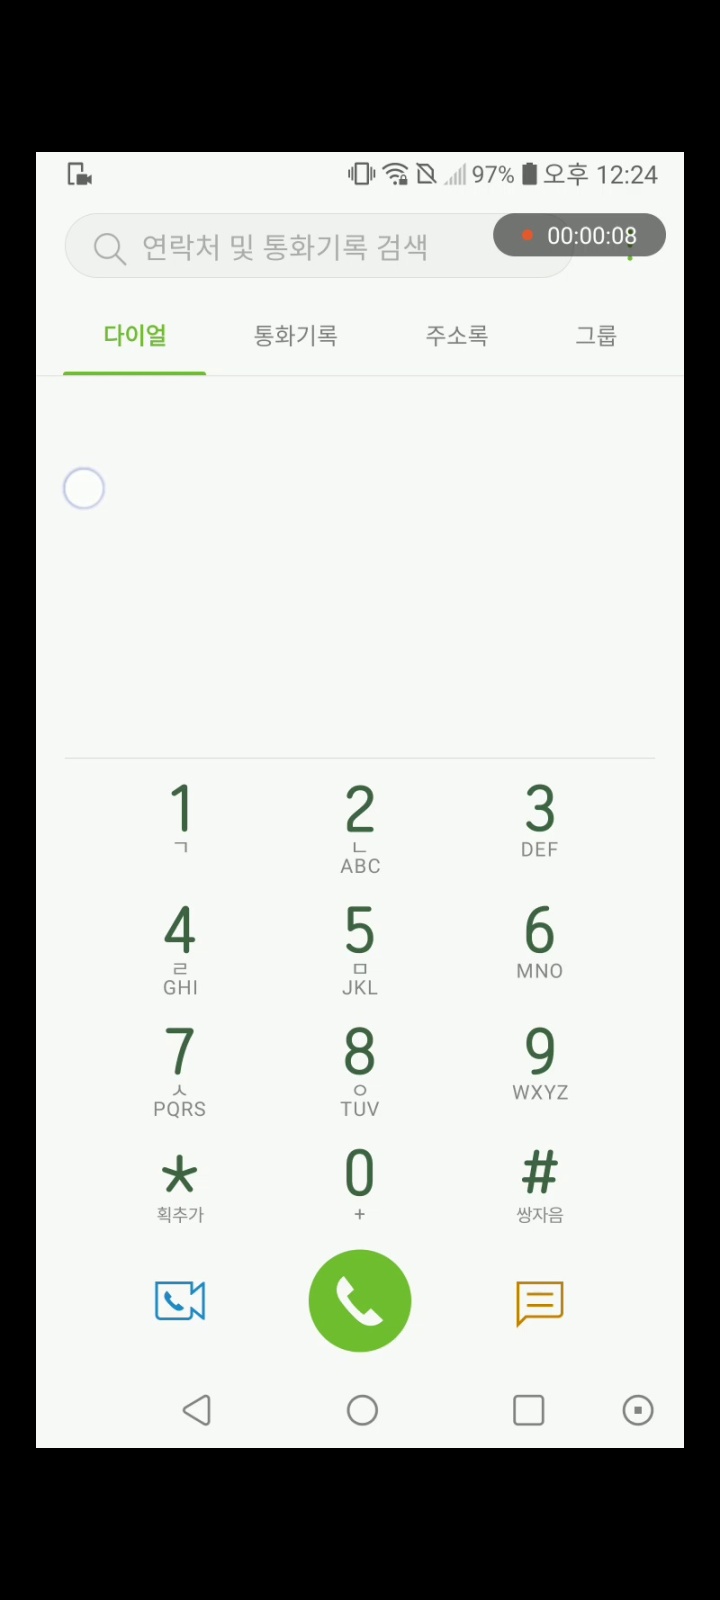 97% 오후 12:24
연락처 및 통화기록 검색
00:00:08
다이얼 통화기록 주소록 그룹
1 2 3
ㄱ ㄴ DEF
ABC
4 5 6
ㄹ ㅁ MNO
GHI JKL
7 8 9
ㅅ ㅇ WXYZ
PQRS TUV
* 0 #
획추가 + 쌍자음